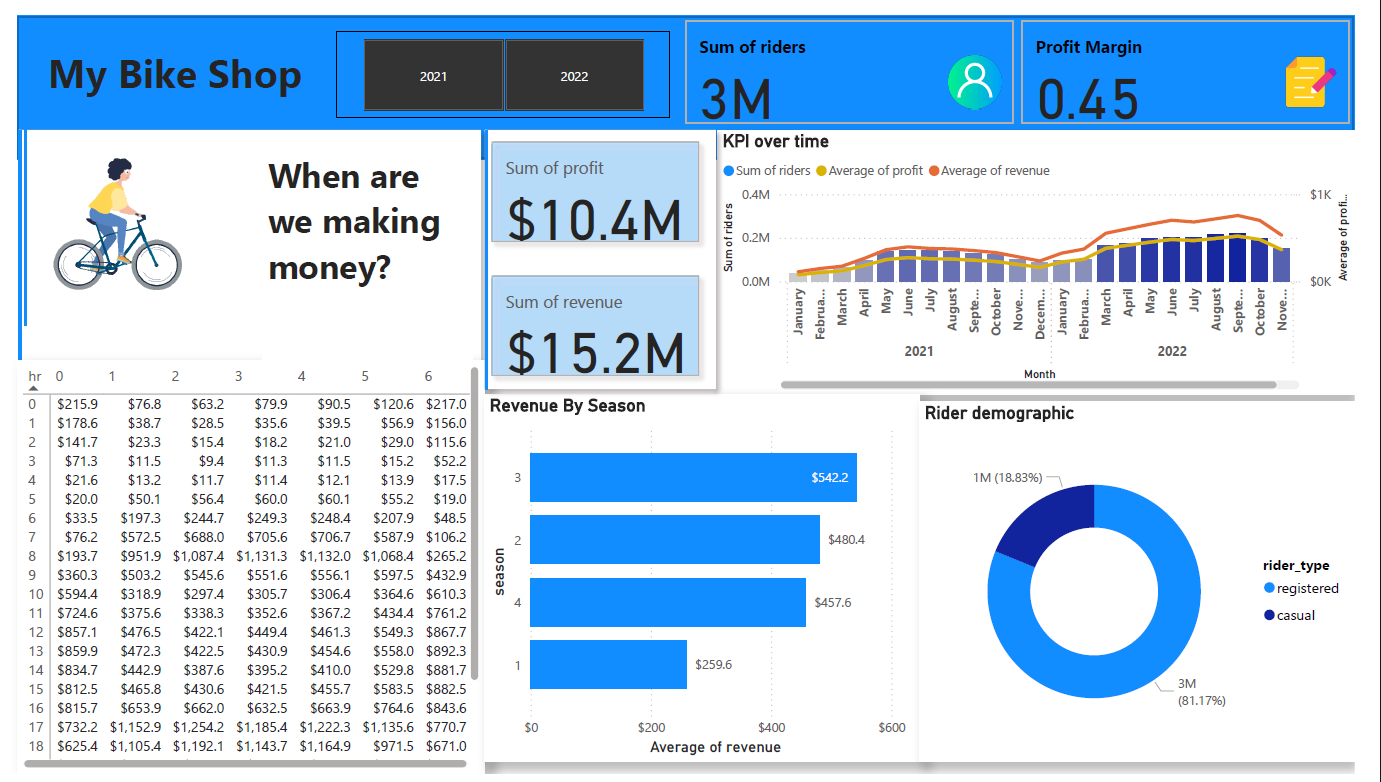 My Bike Shop
2021
2022
Sum of riders
3M
Profit Margin
0.45
When are
we making
money?
Sum of profit
$10.4M
Sum of revenue
$15.2M
KPI over time
Sum of riders Average of profit Average of revenue
0.4M
0.2M
0.0M
Sum of riders
$1K
$0K
Average of profi...
January
Februa...
March
April
May
June
July
August
Septe...
October
Nove...
Decem...
January
Februa...
March
April
May
June
July
August
Septe...
October
Nove...
2021
2022
Month
hr 0 1 2 3 4 5 6
0 $215.9 $76.8 $63.2 $79.9 $90.5 $120.6 $217.0
1 $178.6 $38.7 $28.5 $35.6 $39.5 $56.9 $156.0
2 $141.7 $23.3 $15.4 $18.2 $21.0 $29.0 $115.6
3 $71.3 $11.5 $9.4 $11.3 $11.5 $15.2 $52.2
4 $21.6 $13.2 $11.7 $11.4 $12.1 $13.9 $17.5
5 $20.0 $50.1 $56.4 $60.0 $60.1 $55.2 $19.0
6 $33.5 $197.3 $244.7 $249.3 $248.4 $207.9 $48.5
7 $76.2 $572.5 $688.0 $705.6 $706.7 $587.9 $106.2
8 $193.7 $951.9 $1,087.4 $1,131.3 $1,132.0 $1,068.4 $265.2
9 $360.3 $503.2 $545.6 $551.6 $556.1 $597.5 $432.9
10 $594.4 $318.9 $297.4 $305.7 $306.4 $364.6 $610.3
11 $724.6 $375.6 $338.3 $352.6 $367.2 $434.4 $761.2
12 $857.1 $476.5 $422.1 $449.4 $461.3 $549.3 $867.7
13 $859.9 $472.3 $422.5 $430.9 $454.6 $558.0 $892.3
14 $834.7 $442.9 $387.6 $395.2 $410.0 $529.8 $881.7
15 $812.5 $465.8 $430.6 $421.5 $455.7 $583.5 $882.5
16 $815.7 $653.9 $662.0 $632.5 $663.9 $764.6 $843.6
17 $732.2 $1,152.9 $1,254.2 $1,185.4 $1,222.3 $1,135.6 $770.7
18 $625.4 $1,105.4 $1,192.1 $1,143.7 $1,164.9 $971.5 $671.0
Revenue By Season
season
3 $542.2
2 $480.4
4 $457.6
1 $259.6
$0 $200 $400 $600
Average of revenue
Rider demographic
1M (18.83%)
3M
(81.17%)
rider_type
registered
casual